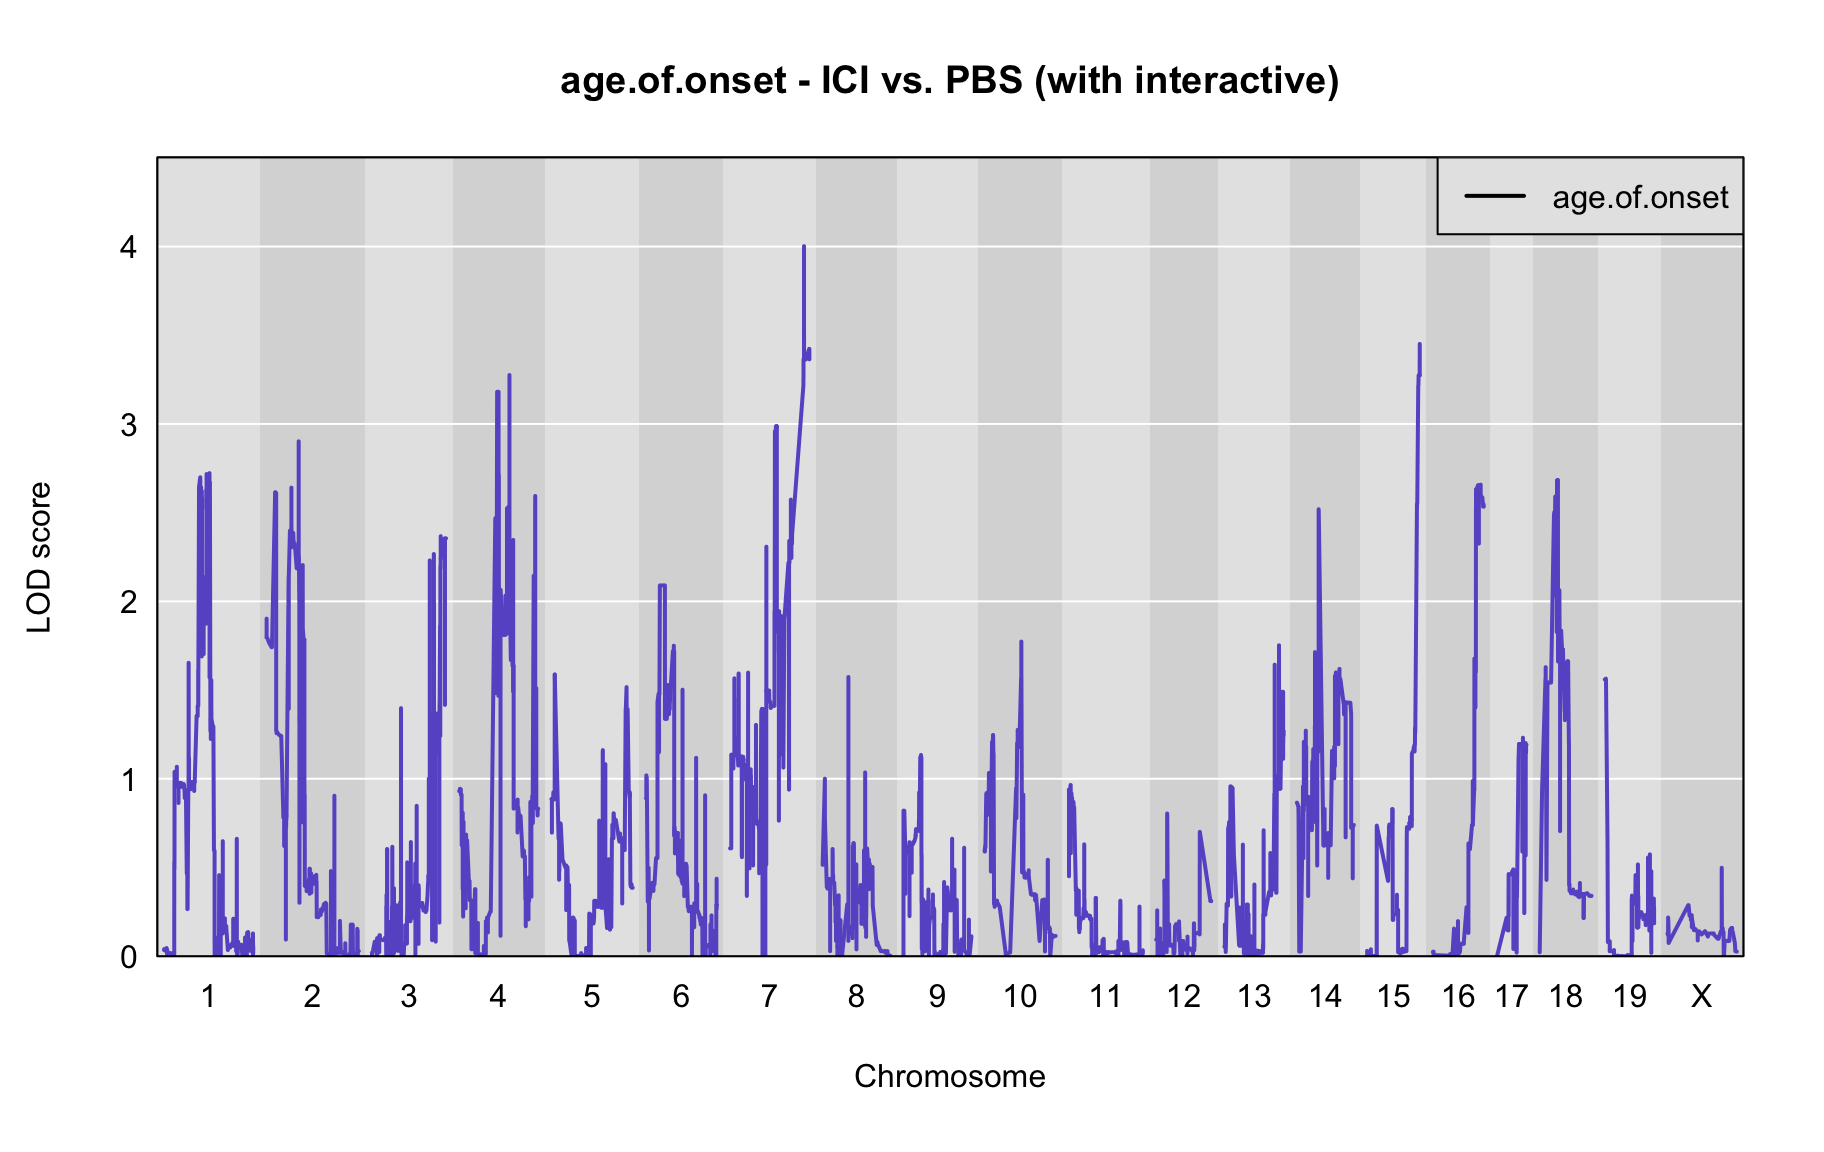 age.of.onset - ICI vs. PBS (with interactive)
age.of.onset
LOD score
4
3
2
1
0
1 2 3 4 5 6 7 8 9 10 11 12 13 14 15 16 17 18 19 X
Chromosome